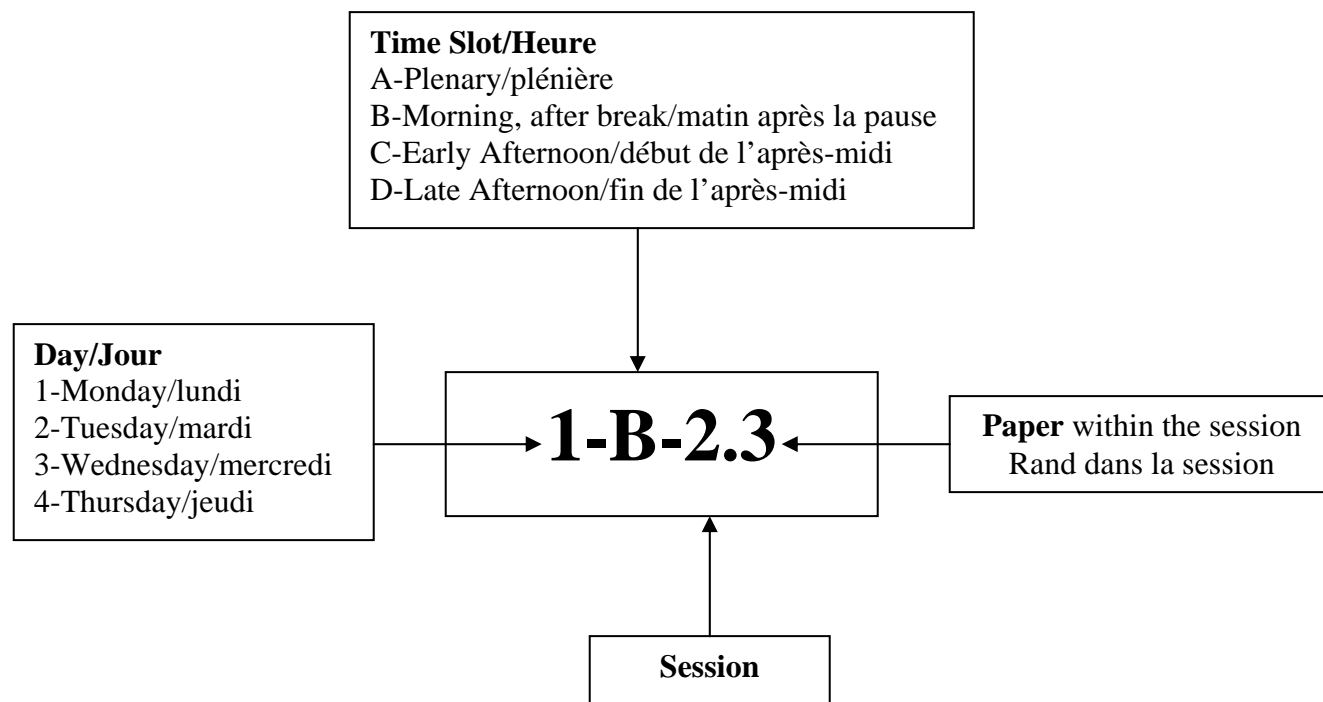 Time Slot/Heure
A-Plenary/plénière
B-Morning, after break/matin après la pause
C-Early Afternoon/début de l’après-midi
D-Late Afternoon/fin de l’après-midi
Day/Jour
1-Monday/lundi
2-Tuesday/mardi
3-Wednesday/mercredi
4-Thursday/jeudi
1-B-2.3
Paper within the session
Rand dans la session
Session